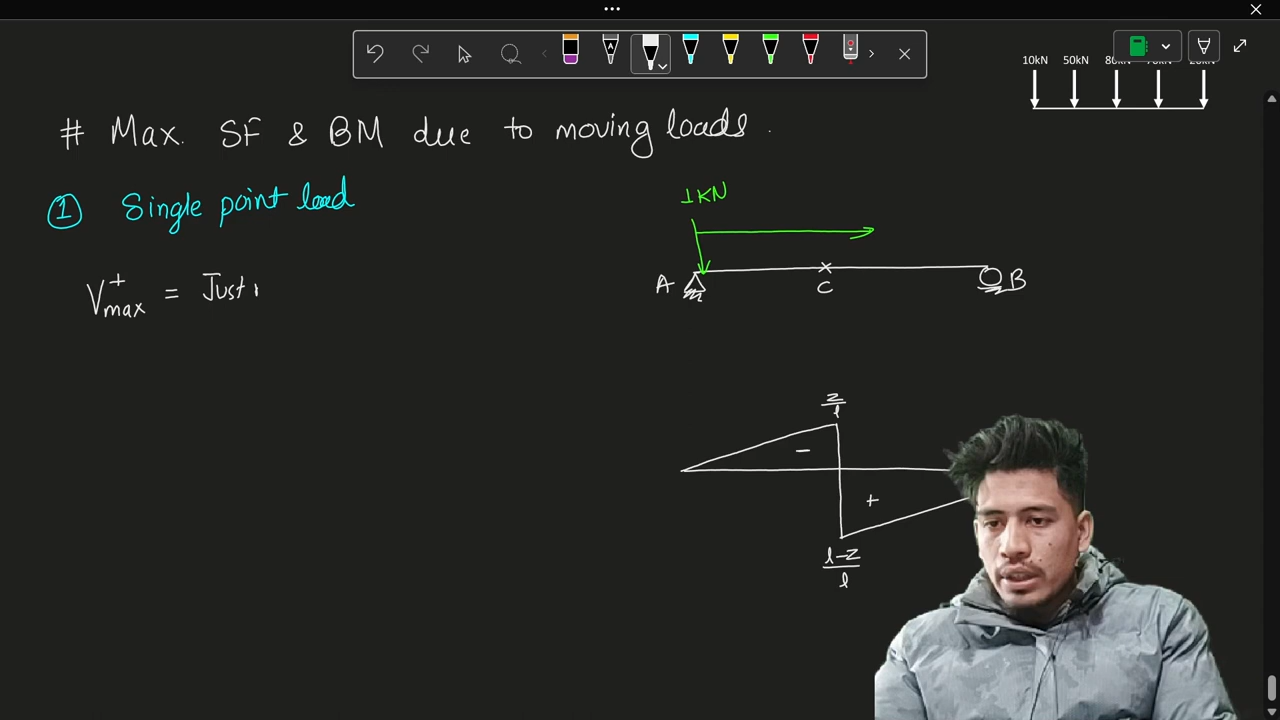 10kN 50kN
# Max. SF & BM due to moving loads.
① Single point load
1KN
A
C
B
V⁺max = Just
z/l
-
+
l-z/l